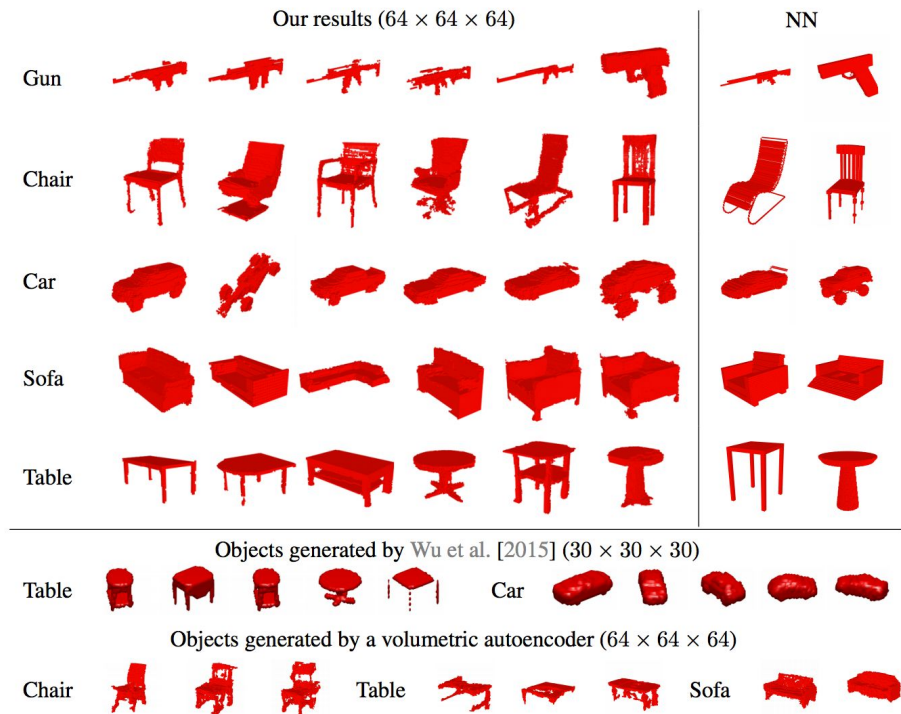 Our results (64 × 64 × 64) NN
Gun
Chair
Car
Sofa
Table
Objects generated by Wu et al. [2015] (30 × 30 × 30)
Table Car
Objects generated by a volumetric autoencoder (64 × 64 × 64)
Chair Table Sofa